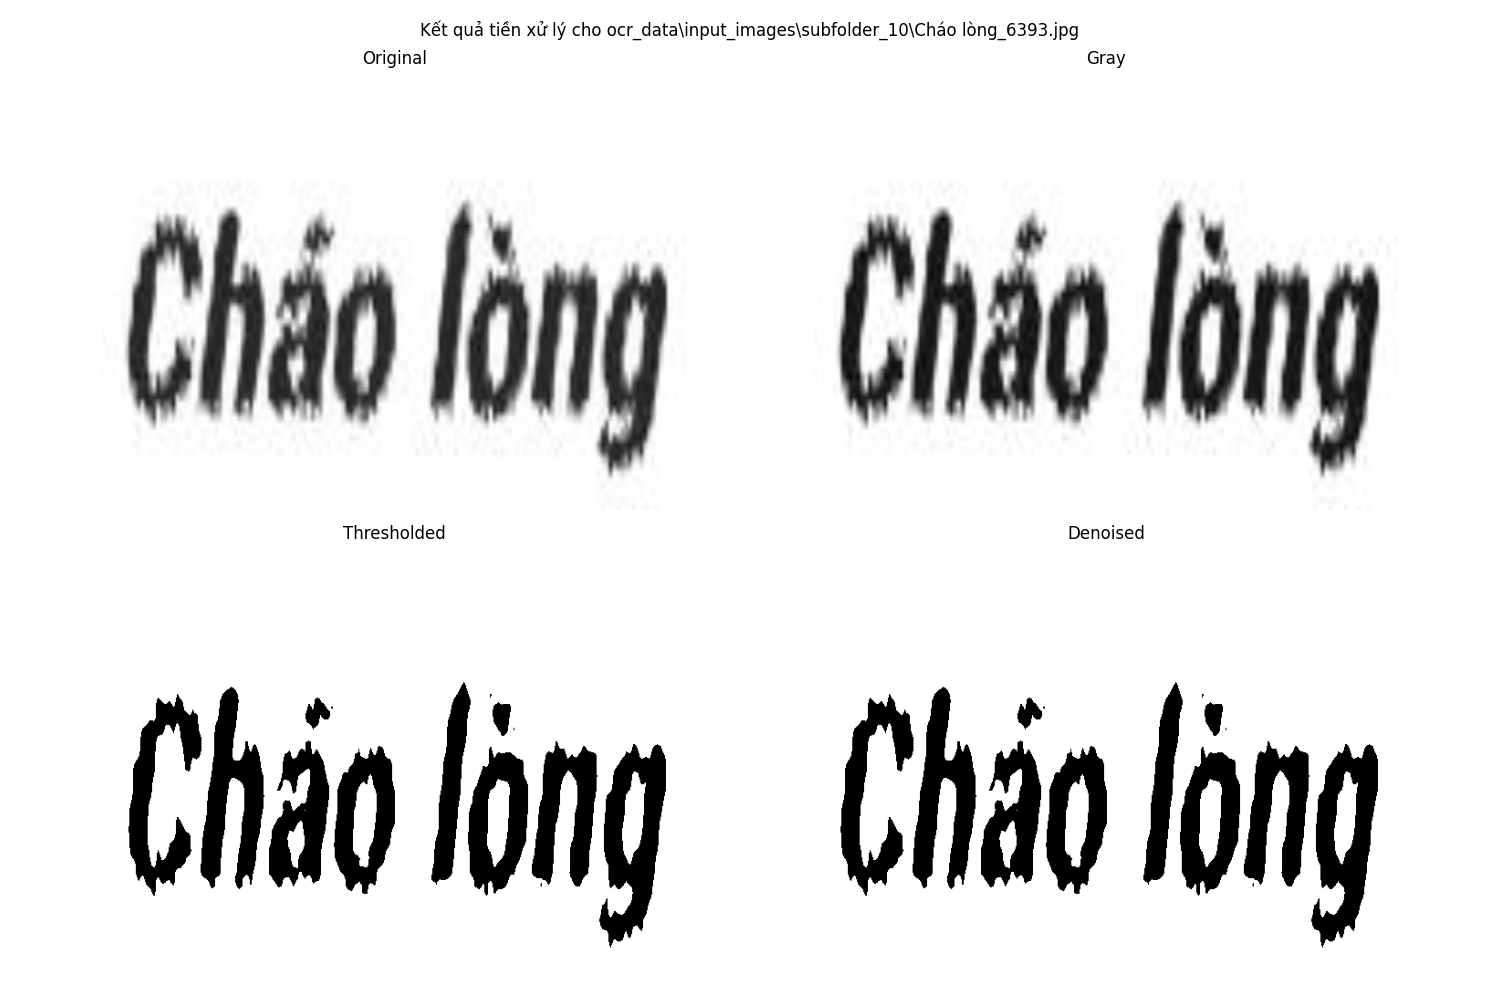 Kết quả tiền xử lý cho ocr_data\input_images\subfolder_10\Cháo lòng_6393.jpg
Original
Gray
Cháo lòng
Cháo lòng
Thresholded
Denoised
Cháo lòng
Cháo lòng